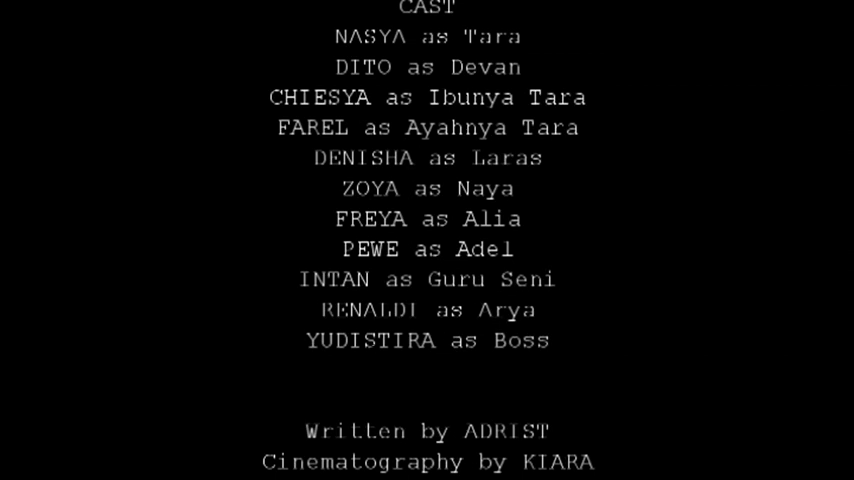 CAST
NASYA as Tara
DITO as Devan
CHIESYA as Ibunya Tara
FAREL as Ayahnya Tara
DENISHA as Laras
ZOYA as Naya
FREYA as Alia
PEWE as Adel
INTAN as Guru Seni
RENALDI as Arya
YUDISTIRA as Boss
Written by ADRIST
Cinematography by KIARA